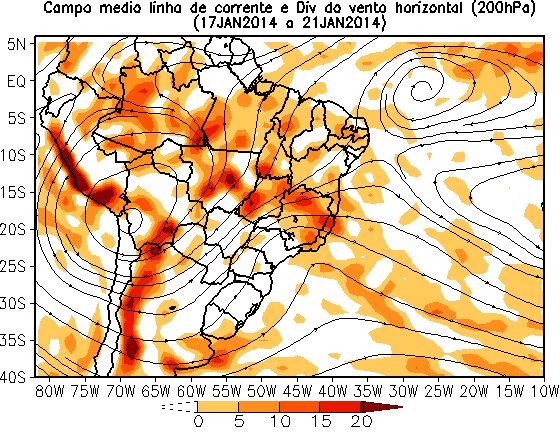 Campo medio linha de corrente e Div do vento horizontal (200hPa)
(17JAN2014 a 21JAN2014)
5N
EQ
5S
10S
15S
20S
25S
30S
35S
40S
80W 75W 70W 65W 60W 55W 50W 45W 40W 35W 30W 25W 20W 15W 10W
0 5 10 15 20